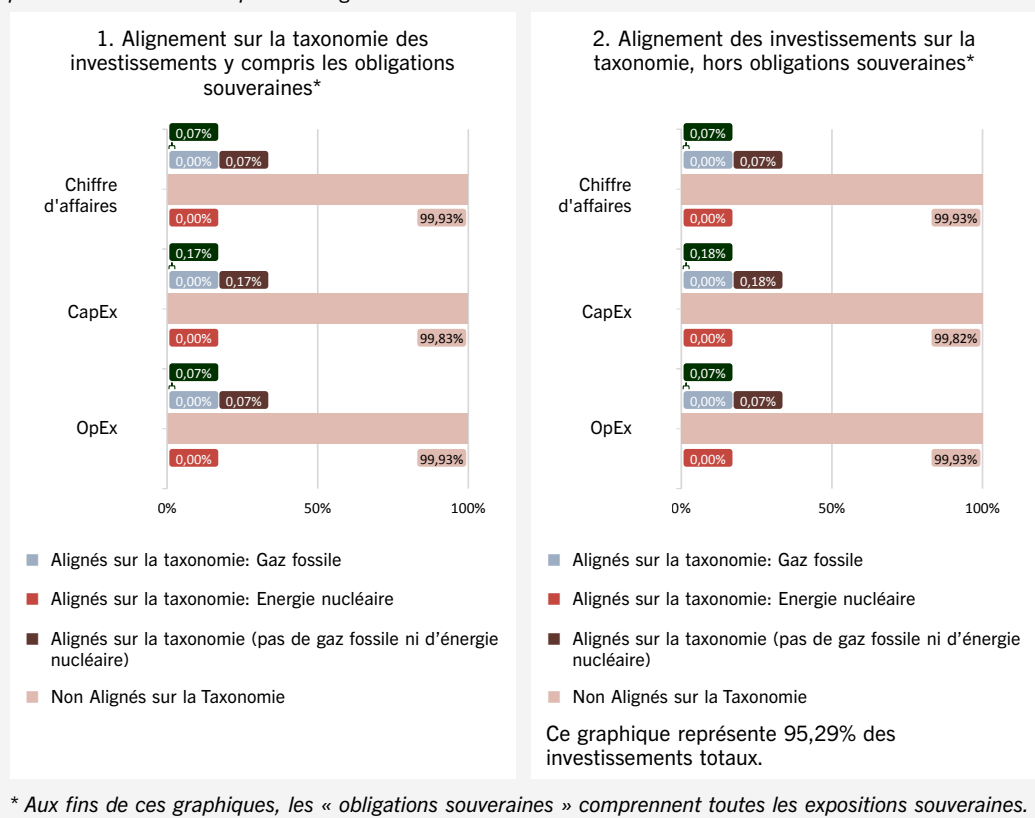 1. Alignement sur la taxonomie des
investissements y compris les obligations
souveraines*
0,07%
0,00% 0,07%
Chiffre
d'affaires
0,00% 99,93%
0,17%
0,00% 0,17%
CapEx
0,00% 99,83%
0,07%
0,00% 0,07%
OpEx
0,00% 99,93%
0% 50% 100%
Alignés sur la taxonomie: Gaz fossile
Alignés sur la taxonomie: Energie nucléaire
Alignés sur la taxonomie (pas de gaz fossile ni d’énergie
nucléaire)
Non Alignés sur la Taxonomie
2. Alignement des investissements sur la
taxonomie, hors obligations souveraines*
0,07%
0,00% 0,07%
Chiffre
d'affaires
0,00% 99,93%
0,18%
0,00% 0,18%
CapEx
0,00% 99,82%
0,07%
0,00% 0,07%
OpEx
0,00% 99,93%
0% 50% 100%
Alignés sur la taxonomie: Gaz fossile
Alignés sur la taxonomie: Energie nucléaire
Alignés sur la taxonomie (pas de gaz fossile ni d’énergie
nucléaire)
Non Alignés sur la Taxonomie
Ce graphique représente 95,29% des
investissements totaux.
* Aux fins de ces graphiques, les « obligations souveraines » comprennent toutes les expositions souveraines.